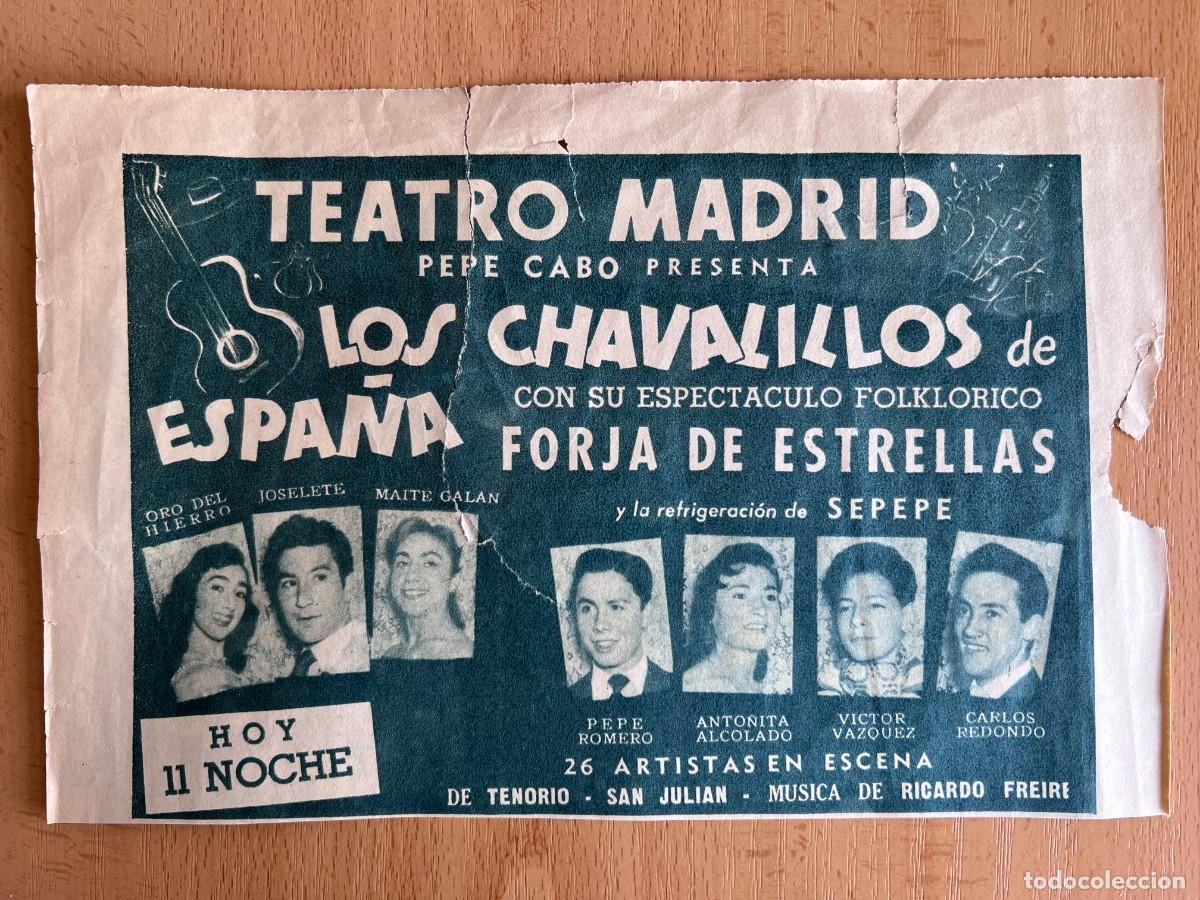 TEATRO MADRID
PEPE CABO PRESENTA
LOS CHAVALILLOS de
ESPAÑA
CON SU ESPECTACULO FOLKLORICO
FORJA DE ESTRELLAS
y la refrigeración de SEPEPE
ORO DEL
HIERRO
JOSELETE
MAITE GALAN
PEPE
ROMERO
ANTOÑITA
ALCOLADO
VICTOR
VAZQUEZ
CARLOS
REDONDO
HOY
11 NOCHE
26 ARTISTAS EN ESCENA
DE TENORIO - SAN JULIAN - MUSICA DE RICARDO FREIRE
todocoleccion